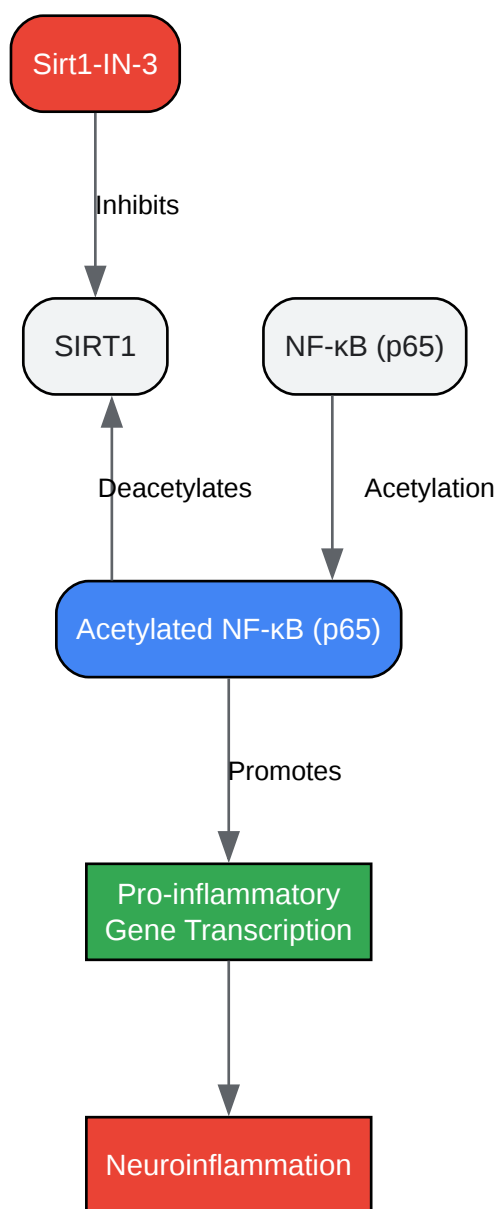 Sirt1-IN-3
Inhibits
SIRT1
NF-κB (p65)
Deacetylates
Acetylation
Acetylated NF-κB (p65)
Promotes
Pro-inflammatory
Gene Transcription
Neuroinflammation